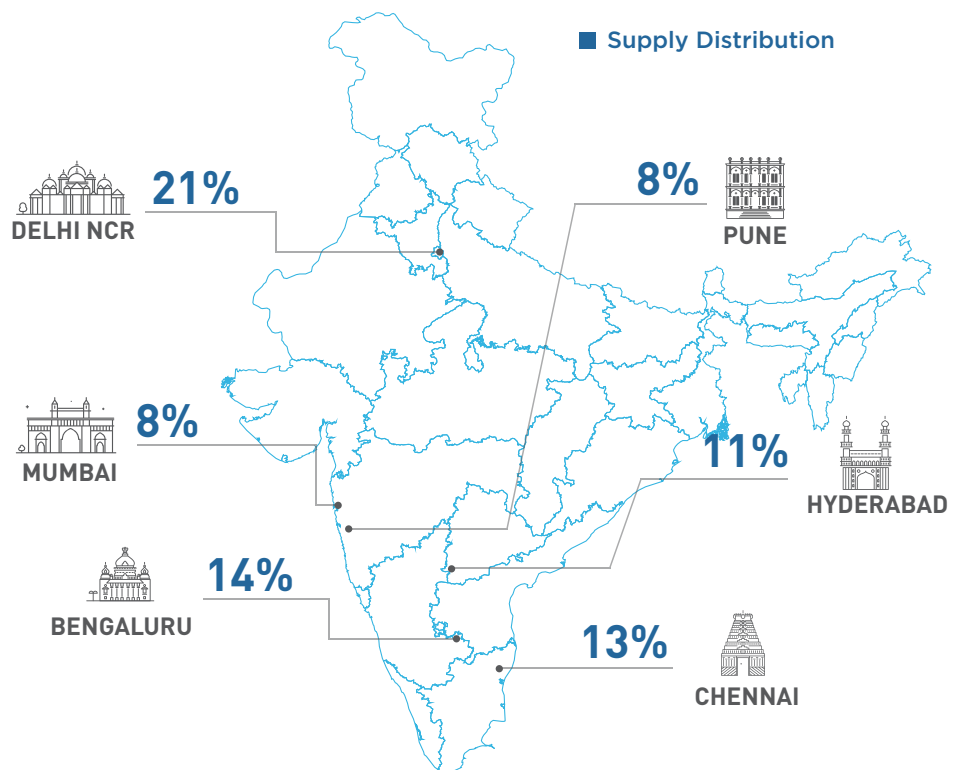 Supply Distribution
21%
DELHI NCR
8%
PUNE
8%
MUMBAI
11%
HYDERABAD
14%
BENGALURU
13%
CHENNAI